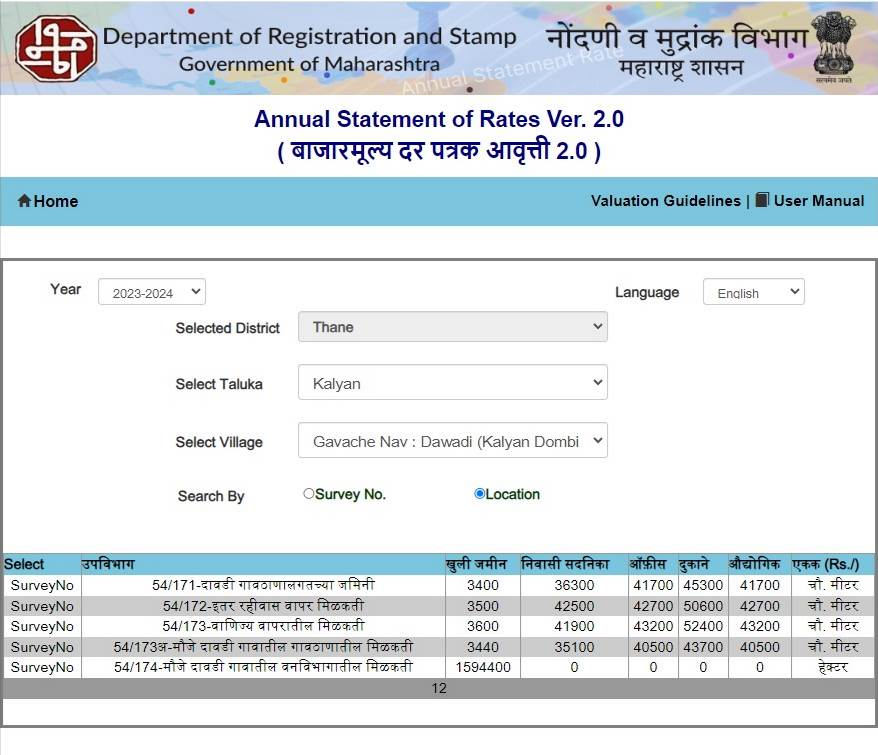 Department of Registration and Stamp
Government of Maharashtra
नोंदणी व मुद्रांक विभाग
महाराष्ट्र शासन
Annual Statement Rate
सत्यमेव जयते
Annual Statement of Rates Ver. 2.0
( बाजारमूल्य दर पत्रक आवृत्ती 2.0 )
Home Valuation Guidelines | User Manual
Year 2023-2024 Language English
Selected District Thane
Select Taluka Kalyan
Select Village Gavache Nav : Dawadi (Kalyan Dombi
Search By Survey No. Location
Select उपविभाग खुली जमीन निवासी सदनिका ऑफ़ीस दुकाने औद्योगिक एकक (Rs./)
SurveyNo 54/171-दावडी गावठाणालगतच्या जमिनी 3400 36300 41700 45300 41700 चौ. मीटर
SurveyNo 54/172-इतर रहीवास वापर मिळकती 3500 42500 42700 50600 42700 चौ. मीटर
SurveyNo 54/173-वाणिज्य वापरातील मिळकती 3600 41900 43200 52400 43200 चौ. मीटर
SurveyNo 54/173अ-मौजे दावडी गावातील गावठाणातील मिळकती 3440 35100 40500 43700 40500 चौ. मीटर
SurveyNo 54/174-मौजे दावडी गावातील वनविभागातील मिळकती 1594400 0 0 0 0 हेक्टर
12